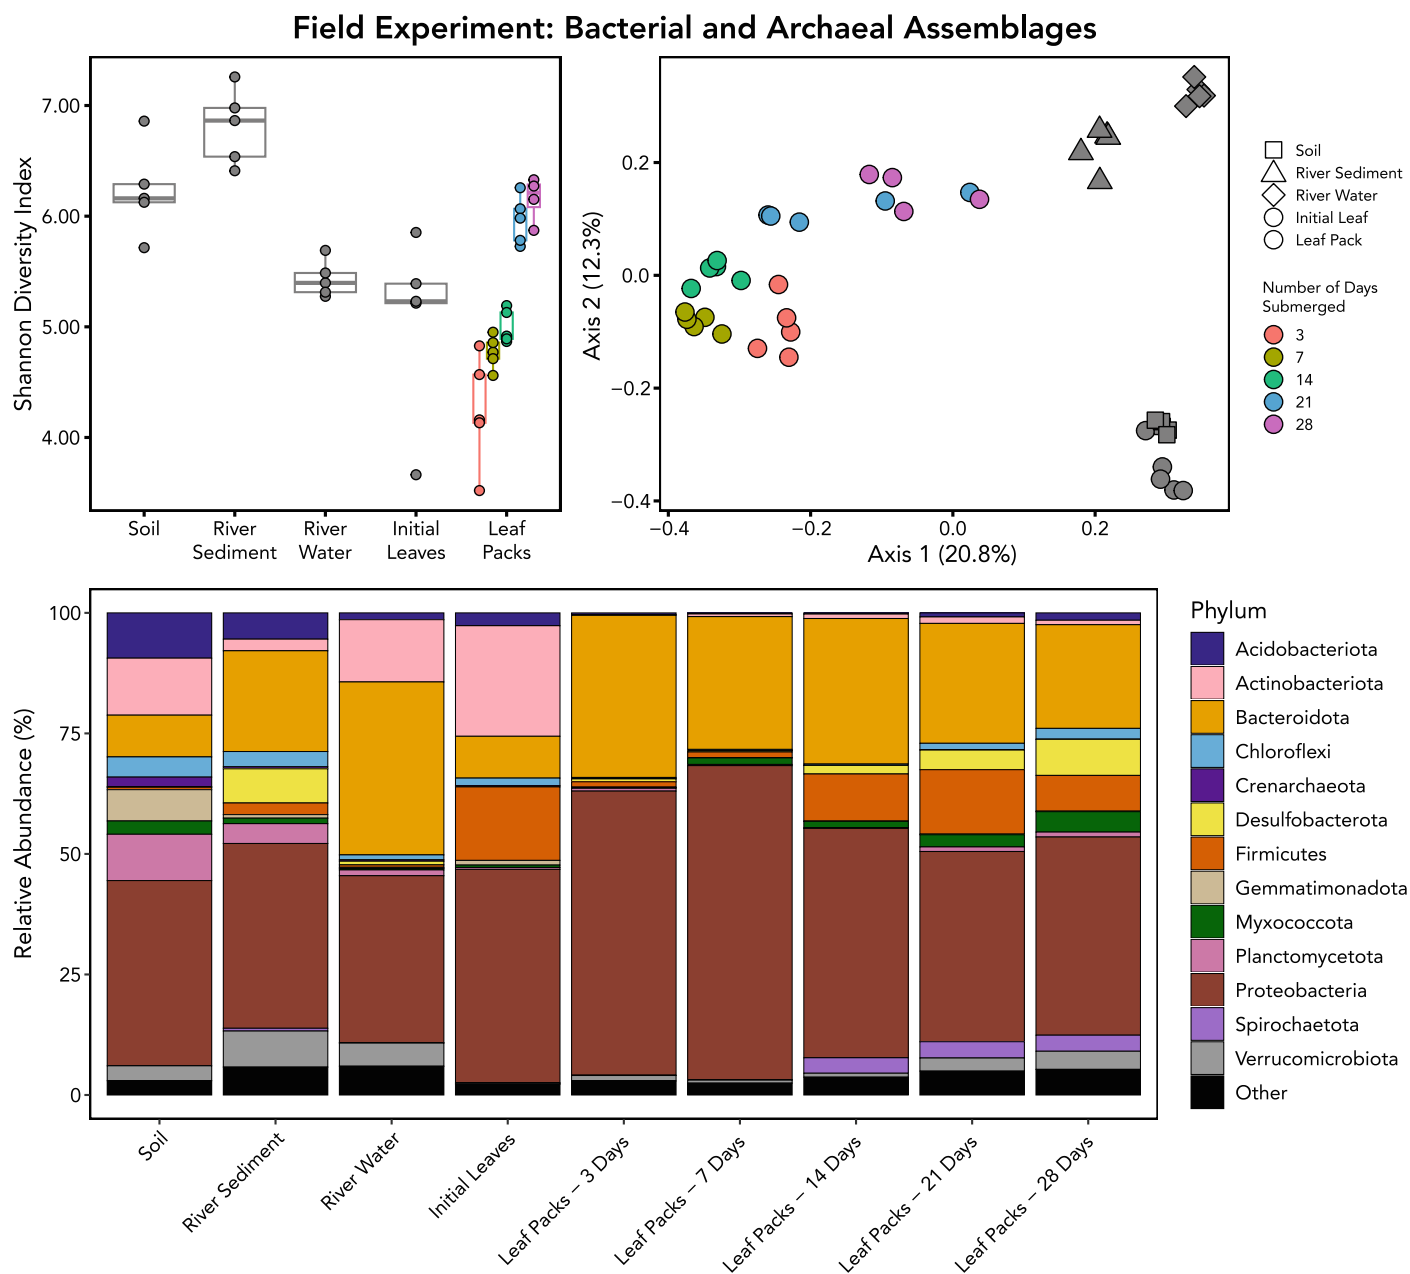 Field Experiment: Bacterial and Archaeal Assemblages
Shannon Diversity Index
7.00
6.00
5.00
4.00
Soil
River
Sediment
River
Water
Initial
Leaves
Leaf
Packs
Axis 2 (12.3%)
0.2
0.0
−0.2
−0.4
−0.4
−0.2
0.0
0.2
Axis 1 (20.8%)
Soil
River Sediment
River Water
Initial Leaf
Leaf Pack
Number of Days
Submerged
3
7
14
21
28
Relative Abundance (%)
100
75
50
25
0
Soil
River Sediment
River Water
Initial Leaves
Leaf Packs − 3 Days
Leaf Packs − 7 Days
Leaf Packs − 14 Days
Leaf Packs − 21 Days
Leaf Packs − 28 Days
Phylum
Acidobacteriota
Actinobacteriota
Bacteroidota
Chloroflexi
Crenarchaeota
Desulfobacterota
Firmicutes
Gemmatimonadota
Myxococcota
Planctomycetota
Proteobacteria
Spirochaetota
Verrucomicrobiota
Other